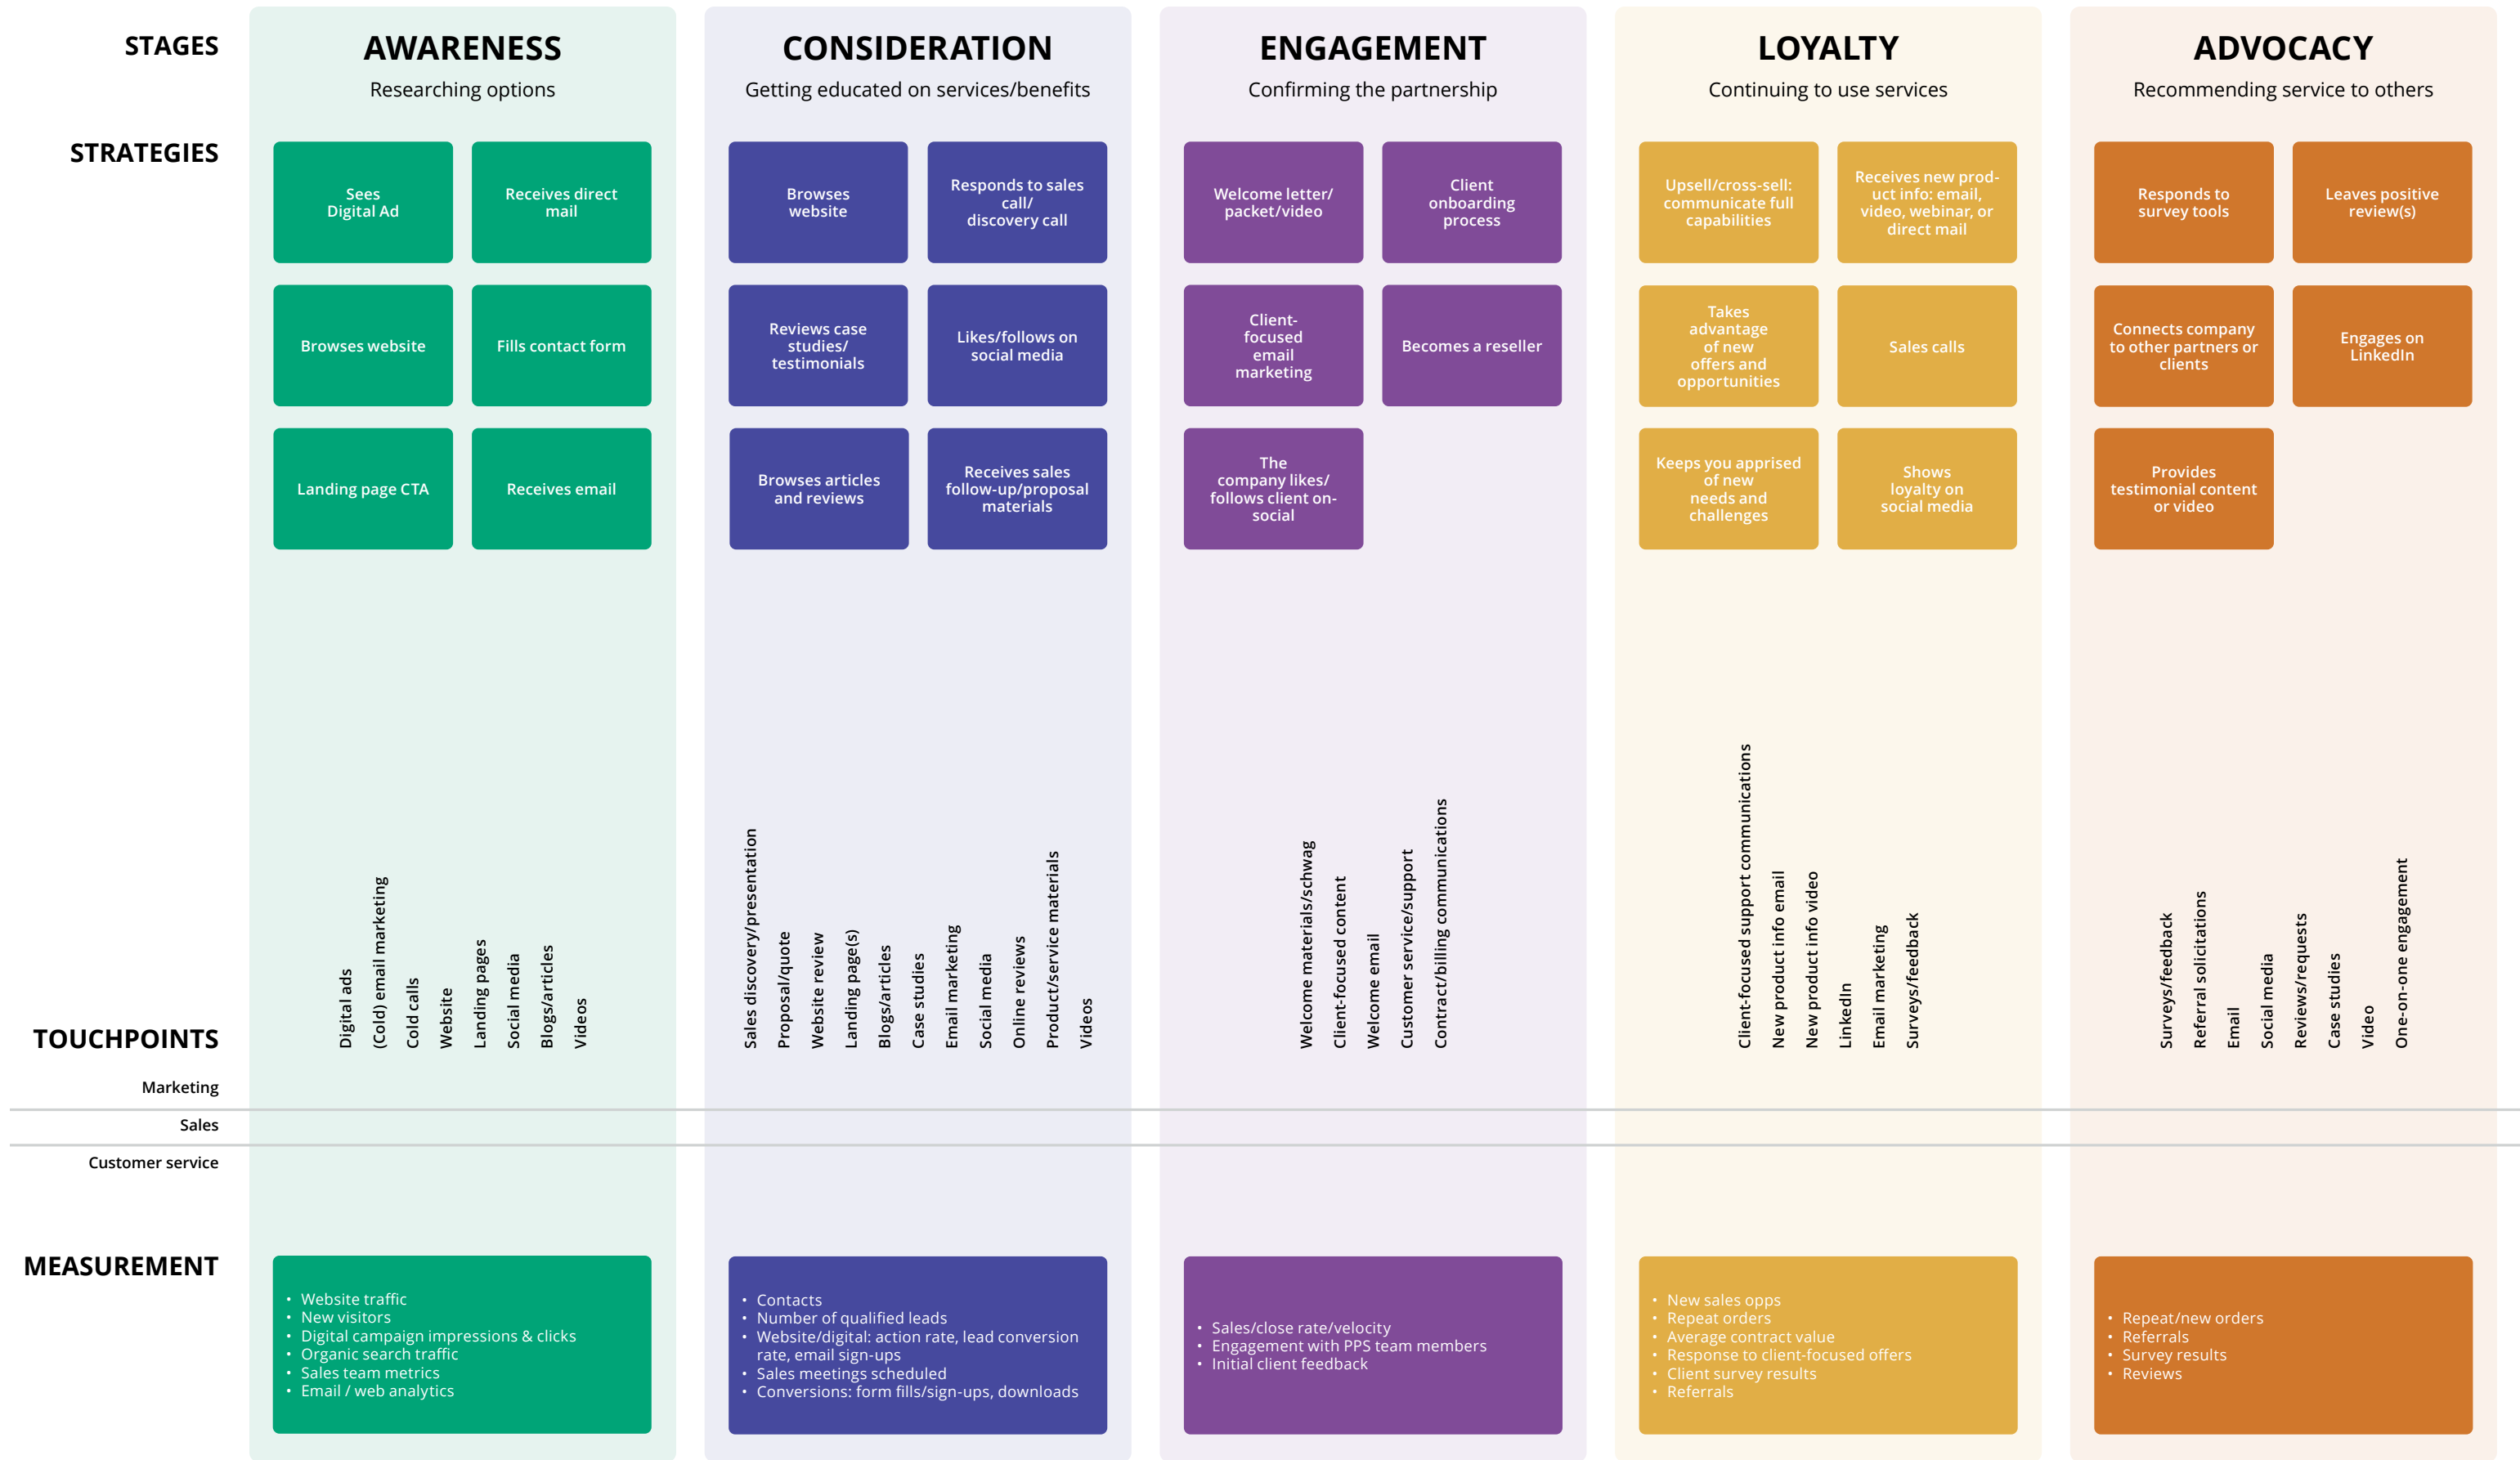 STAGES
AWARENESS
Researching options
CONSIDERATION
Getting educated on services/benefits
ENGAGEMENT
Confirming the partnership
LOYALTY
Continuing to use services
ADVOCACY
Recommending service to others
STRATEGIES
Sees
Digital Ad
Receives direct
mail
Browses website
Fills contact form
Landing page CTA
Receives email
Browses
website
Responds to sales
call/
discovery call
Reviews case
studies/
testimonials
Likes/follows on
social media
Browses articles
and reviews
Receives sales
follow-up/proposal
materials
Welcome letter/
packet/video
Client
onboarding
process
Client-
focused
email
marketing
Becomes a reseller
The
company likes/
follows client on-
social
Upsell/cross-sell:
communicate full
capabilities
Receives new prod-
uct info: email,
video, webinar, or
direct mail
Takes
advantage
of new
offers and
opportunities
Sales calls
Keeps you apprised
of new
needs and
challenges
Shows
loyalty on
social media
Responds to
survey tools
Leaves positive
review(s)
Connects company
to other partners or
clients
Engages on
LinkedIn
Provides
testimonial content
or video
TOUCHPOINTS
Digital ads
(Cold) email marketing
Cold calls
Website
Landing pages
Social media
Blogs/articles
Videos
Sales discovery/presentation
Proposal/quote
Website review
Landing page(s)
Blogs/articles
Case studies
Email marketing
Social media
Online reviews
Product/service materials
Videos
Welcome materials/schwag
Client-focused content
Welcome email
Customer service/support
Contract/billing communications
Client-focused support communications
New product info email
New product info video
LinkedIn
Email marketing
Surveys/feedback
Surveys/feedback
Referral solicitations
Email
Social media
Reviews/requests
Case studies
Video
One-on-one engagement
Marketing
Sales
Customer service
MEASUREMENT
• Website traffic
• New visitors
• Digital campaign impressions & clicks
• Organic search traffic
• Sales team metrics
• Email / web analytics
• Contacts
• Number of qualified leads
• Website/digital: action rate, lead conversion
rate, email sign-ups
• Sales meetings scheduled
• Conversions: form fills/sign-ups, downloads
• Sales/close rate/velocity
• Engagement with PPS team members
• Initial client feedback
• New sales opps
• Repeat orders
• Average contract value
• Response to client-focused offers
• Client survey results
• Referrals
• Repeat/new orders
• Referrals
• Survey results
• Reviews